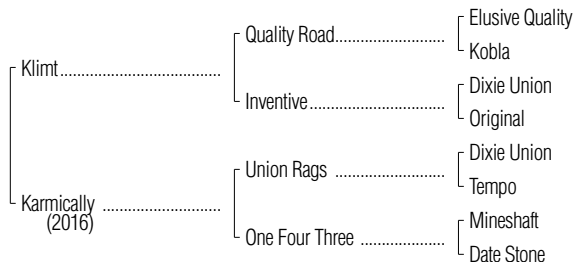 Elusive Quality
Quality Road
Kobla
Klimt
Dixie Union
Inventive
Original
Dixie Union
Union Rags
Tempo
Karmically
(2016)
Mineshaft
One Four Three
Date Stone